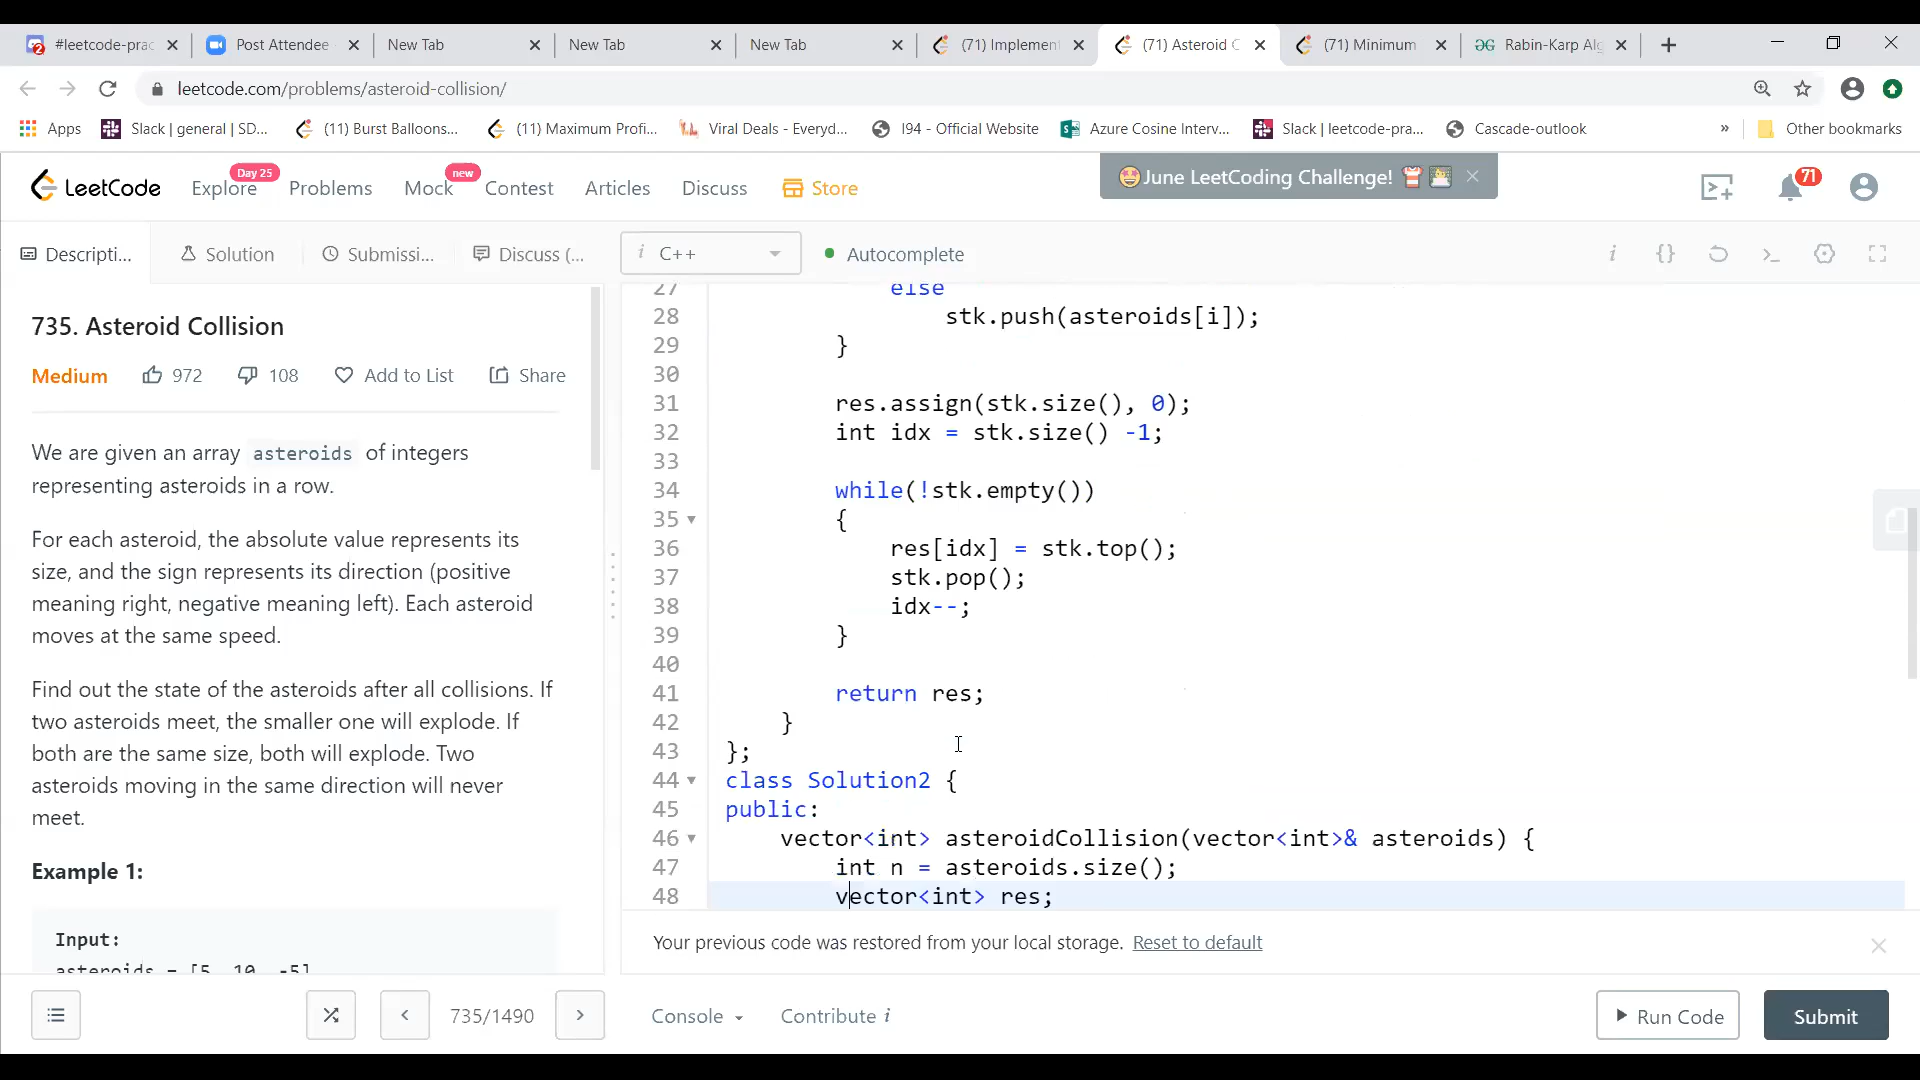 #leetcode-prac
Post Attendee
New Tab
New Tab
New Tab
(71) Implemen
(71) Asteroid C
(71) Minimum
Rabin-Karp Alg
leetcode.com/problems/asteroid-collision/
Apps
Slack | general | SD...
(11) Burst Balloons...
(11) Maximum Profi...
Viral Deals - Everyd...
I94 - Official Website
Azure Cosine Interv...
Slack | leetcode-pra...
Cascade-outlook
»
Other bookmarks
LeetCode
Explore
Day 25
Problems
Mock
new
Contest
Articles
Discuss
Store
June LeetCoding Challenge!
71
Descripti...
Solution
Submissi...
Discuss (...
i C++
Autocomplete
735. Asteroid Collision
Medium
972
108
Add to List
Share
We are given an array asteroids of integers
representing asteroids in a row.
For each asteroid, the absolute value represents its
size, and the sign represents its direction (positive
meaning right, negative meaning left). Each asteroid
moves at the same speed.
Find out the state of the asteroids after all collisions. If
two asteroids meet, the smaller one will explode. If
both are the same size, both will explode. Two
asteroids moving in the same direction will never
meet.
Example 1:
Input:
asteroids = [5, 10, -5]
27 else
28 stk.push(asteroids[i]);
29 }
30
31 res.assign(stk.size(), 0);
32 int idx = stk.size() -1;
33
34 while(!stk.empty())
35 {
36 res[idx] = stk.top();
37 stk.pop();
38 idx--;
39 }
40
41 return res;
42 }
43 };
44 class Solution2 {
45 public:
46 vector<int> asteroidCollision(vector<int>& asteroids) {
47 int n = asteroids.size();
48 vector<int> res;
Your previous code was restored from your local storage. Reset to default
735/1490
Console
Contribute i
Run Code
Submit